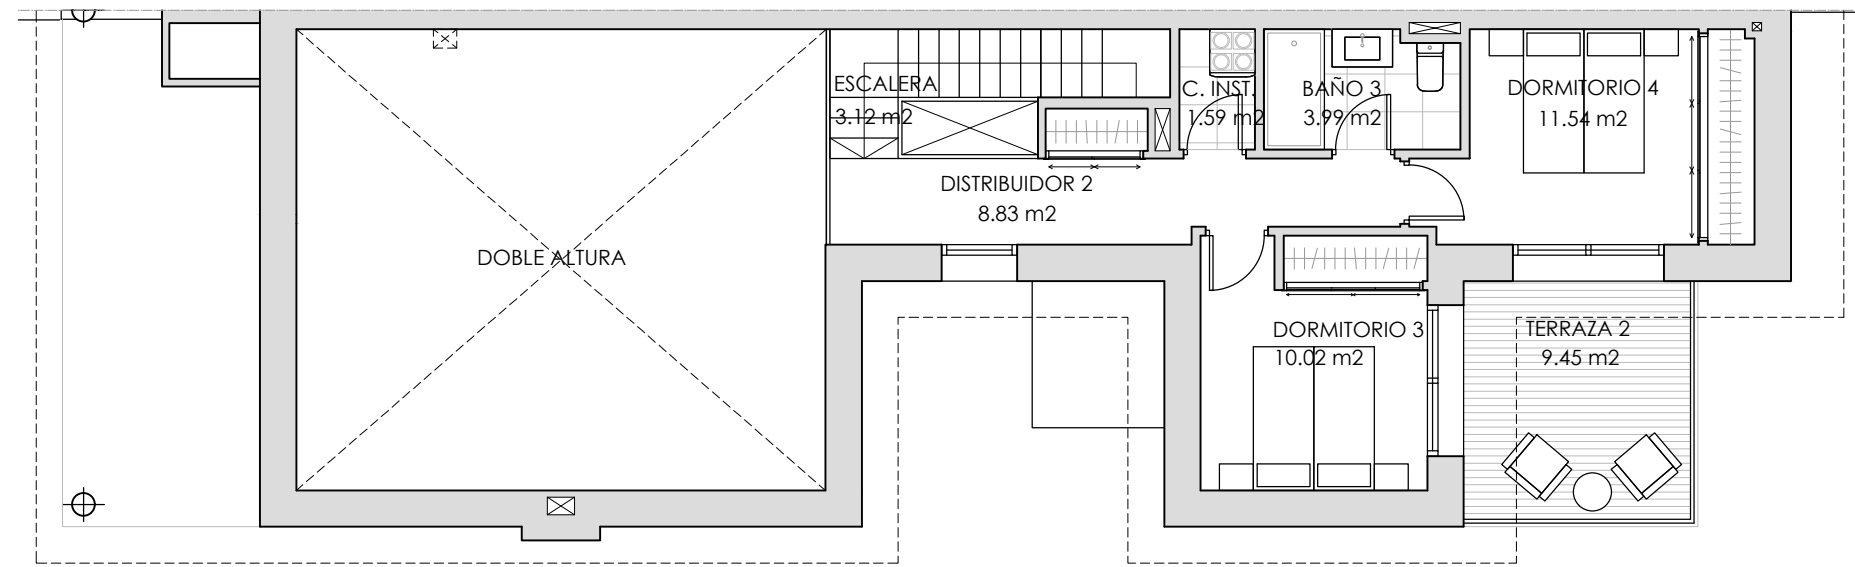 ESCALERA
3.12 m2
C. INST.
1.59 m2
BAÑO 3
3.99 m2
DORMITORIO 4
11.54 m2
DISTRIBUIDOR 2
8.83 m2
DOBLE ALTURA
DORMITORIO 3
10.02 m2
TERRAZA 2
9.45 m2